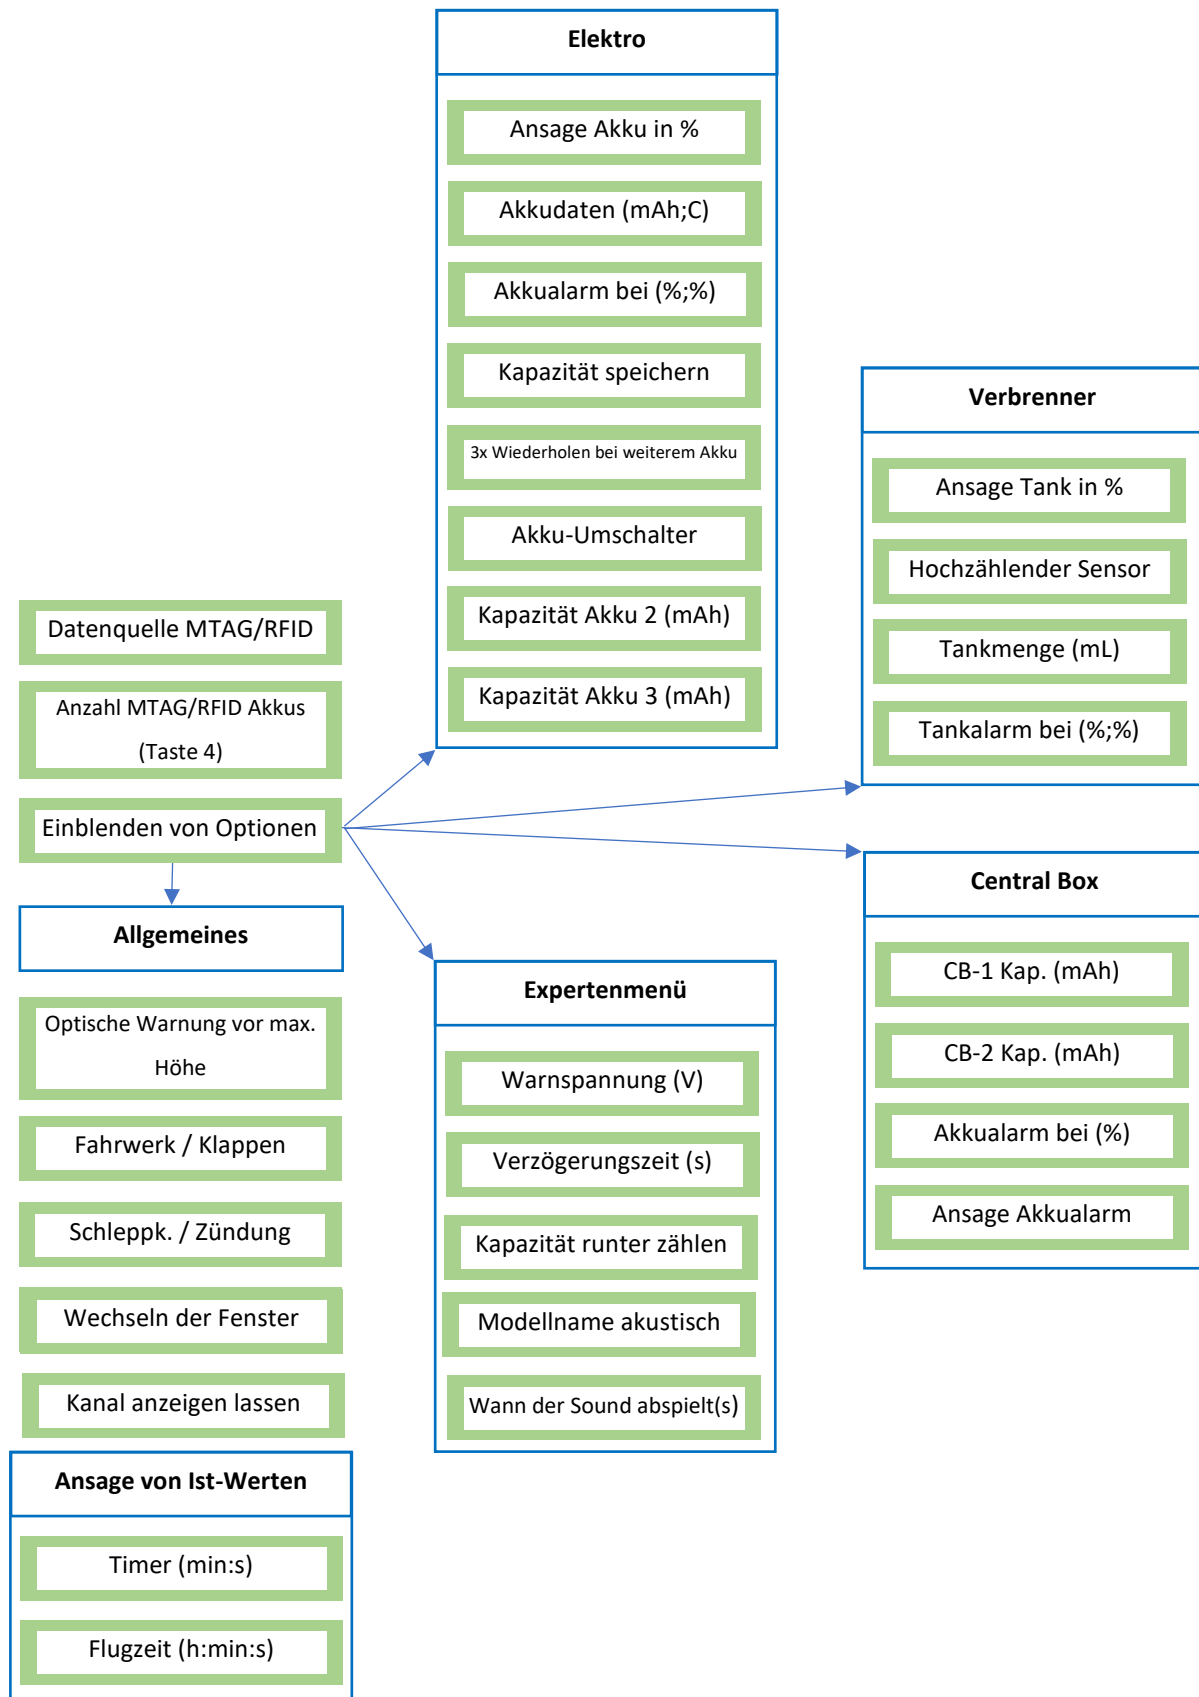 Elektro
Ansage Akku in %
Akkudaten (mAh;C)
Akkualarm bei (%;%)
Kapazität speichern
3x Wiederholen bei weiterem Akku
Akku-Umschalter
Kapazität Akku 2 (mAh)
Kapazität Akku 3 (mAh)
Verbrenner
Ansage Tank in %
Hochzählender Sensor
Tankmenge (mL)
Tankalarm bei (%;%)
Datenquelle MTAG/RFID
Anzahl MTAG/RFID Akkus
(Taste 4)
Einblenden von Optionen
Allgemeines
Optische Warnung vor max.
Höhe
Fahrwerk / Klappen
Schleppk. / Zündung
Wechseln der Fenster
Kanal anzeigen lassen
Ansage von Ist-Werten
Timer (min:s)
Flugzeit (h:min:s)
Expertenmenü
Warnspannung (V)
Verzögerungszeit (s)
Kapazität runter zählen
Modellname akustisch
Wann der Sound abspielt(s)
Central Box
CB-1 Kap. (mAh)
CB-2 Kap. (mAh)
Akkualarm bei (%)
Ansage Akkualarm